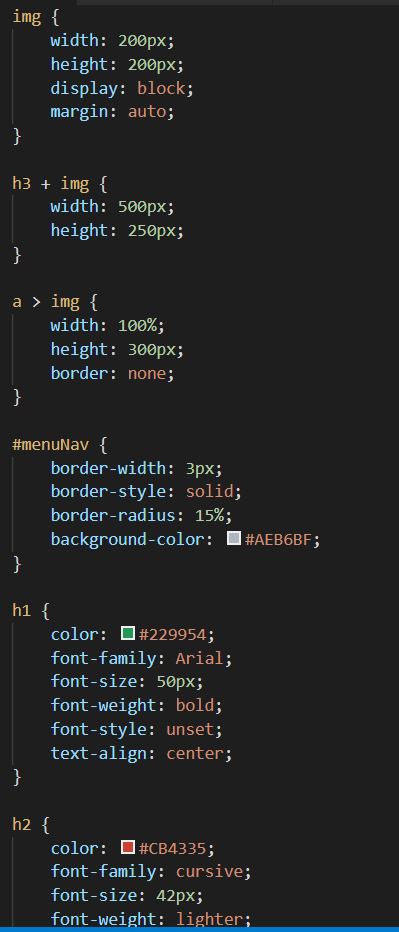 img {
    width: 200px;
    height: 200px;
    display: block;
    margin: auto;
}

h3 + img {
    width: 500px;
    height: 250px;
}

a > img {
    width: 100%;
    height: 300px;
    border: none;
}

#menuNav {
    border-width: 3px;
    border-style: solid;
    border-radius: 15%;
    background-color: #AEB6BF;
}

h1 {
    color: #229954;
    font-family: Arial;
    font-size: 50px;
    font-weight: bold;
    font-style: unset;
    text-align: center;
}

h2 {
    color: #CB4335;
    font-family: cursive;
    font-size: 42px;
    font-weight: lighter;